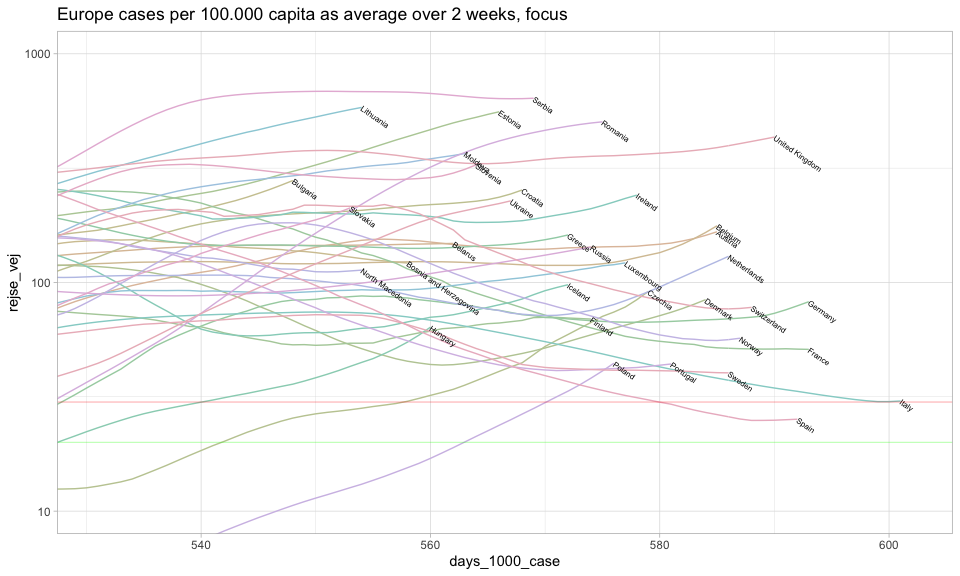 Europe cases per 100.000 capita as average over 2 weeks, focus
1000
100
10
rejse_vej
Serbia
Lithuania
Estonia
Romania
United Kingdom
Moldova
Slovenia
Bulgaria
Croatia
Ukraine
Ireland
Slovakia
Belgium
Austria
Greece
Russia
Belarus
Netherlands
Luxembourg
Bosnia and Herzegovina
North Macedonia
Iceland
Czechia
Denmark
Switzerland
Germany
Finland
Hungary
Norway
France
Poland
Portugal
Sweden
Italy
Spain
540
560
580
600
days_1000_case